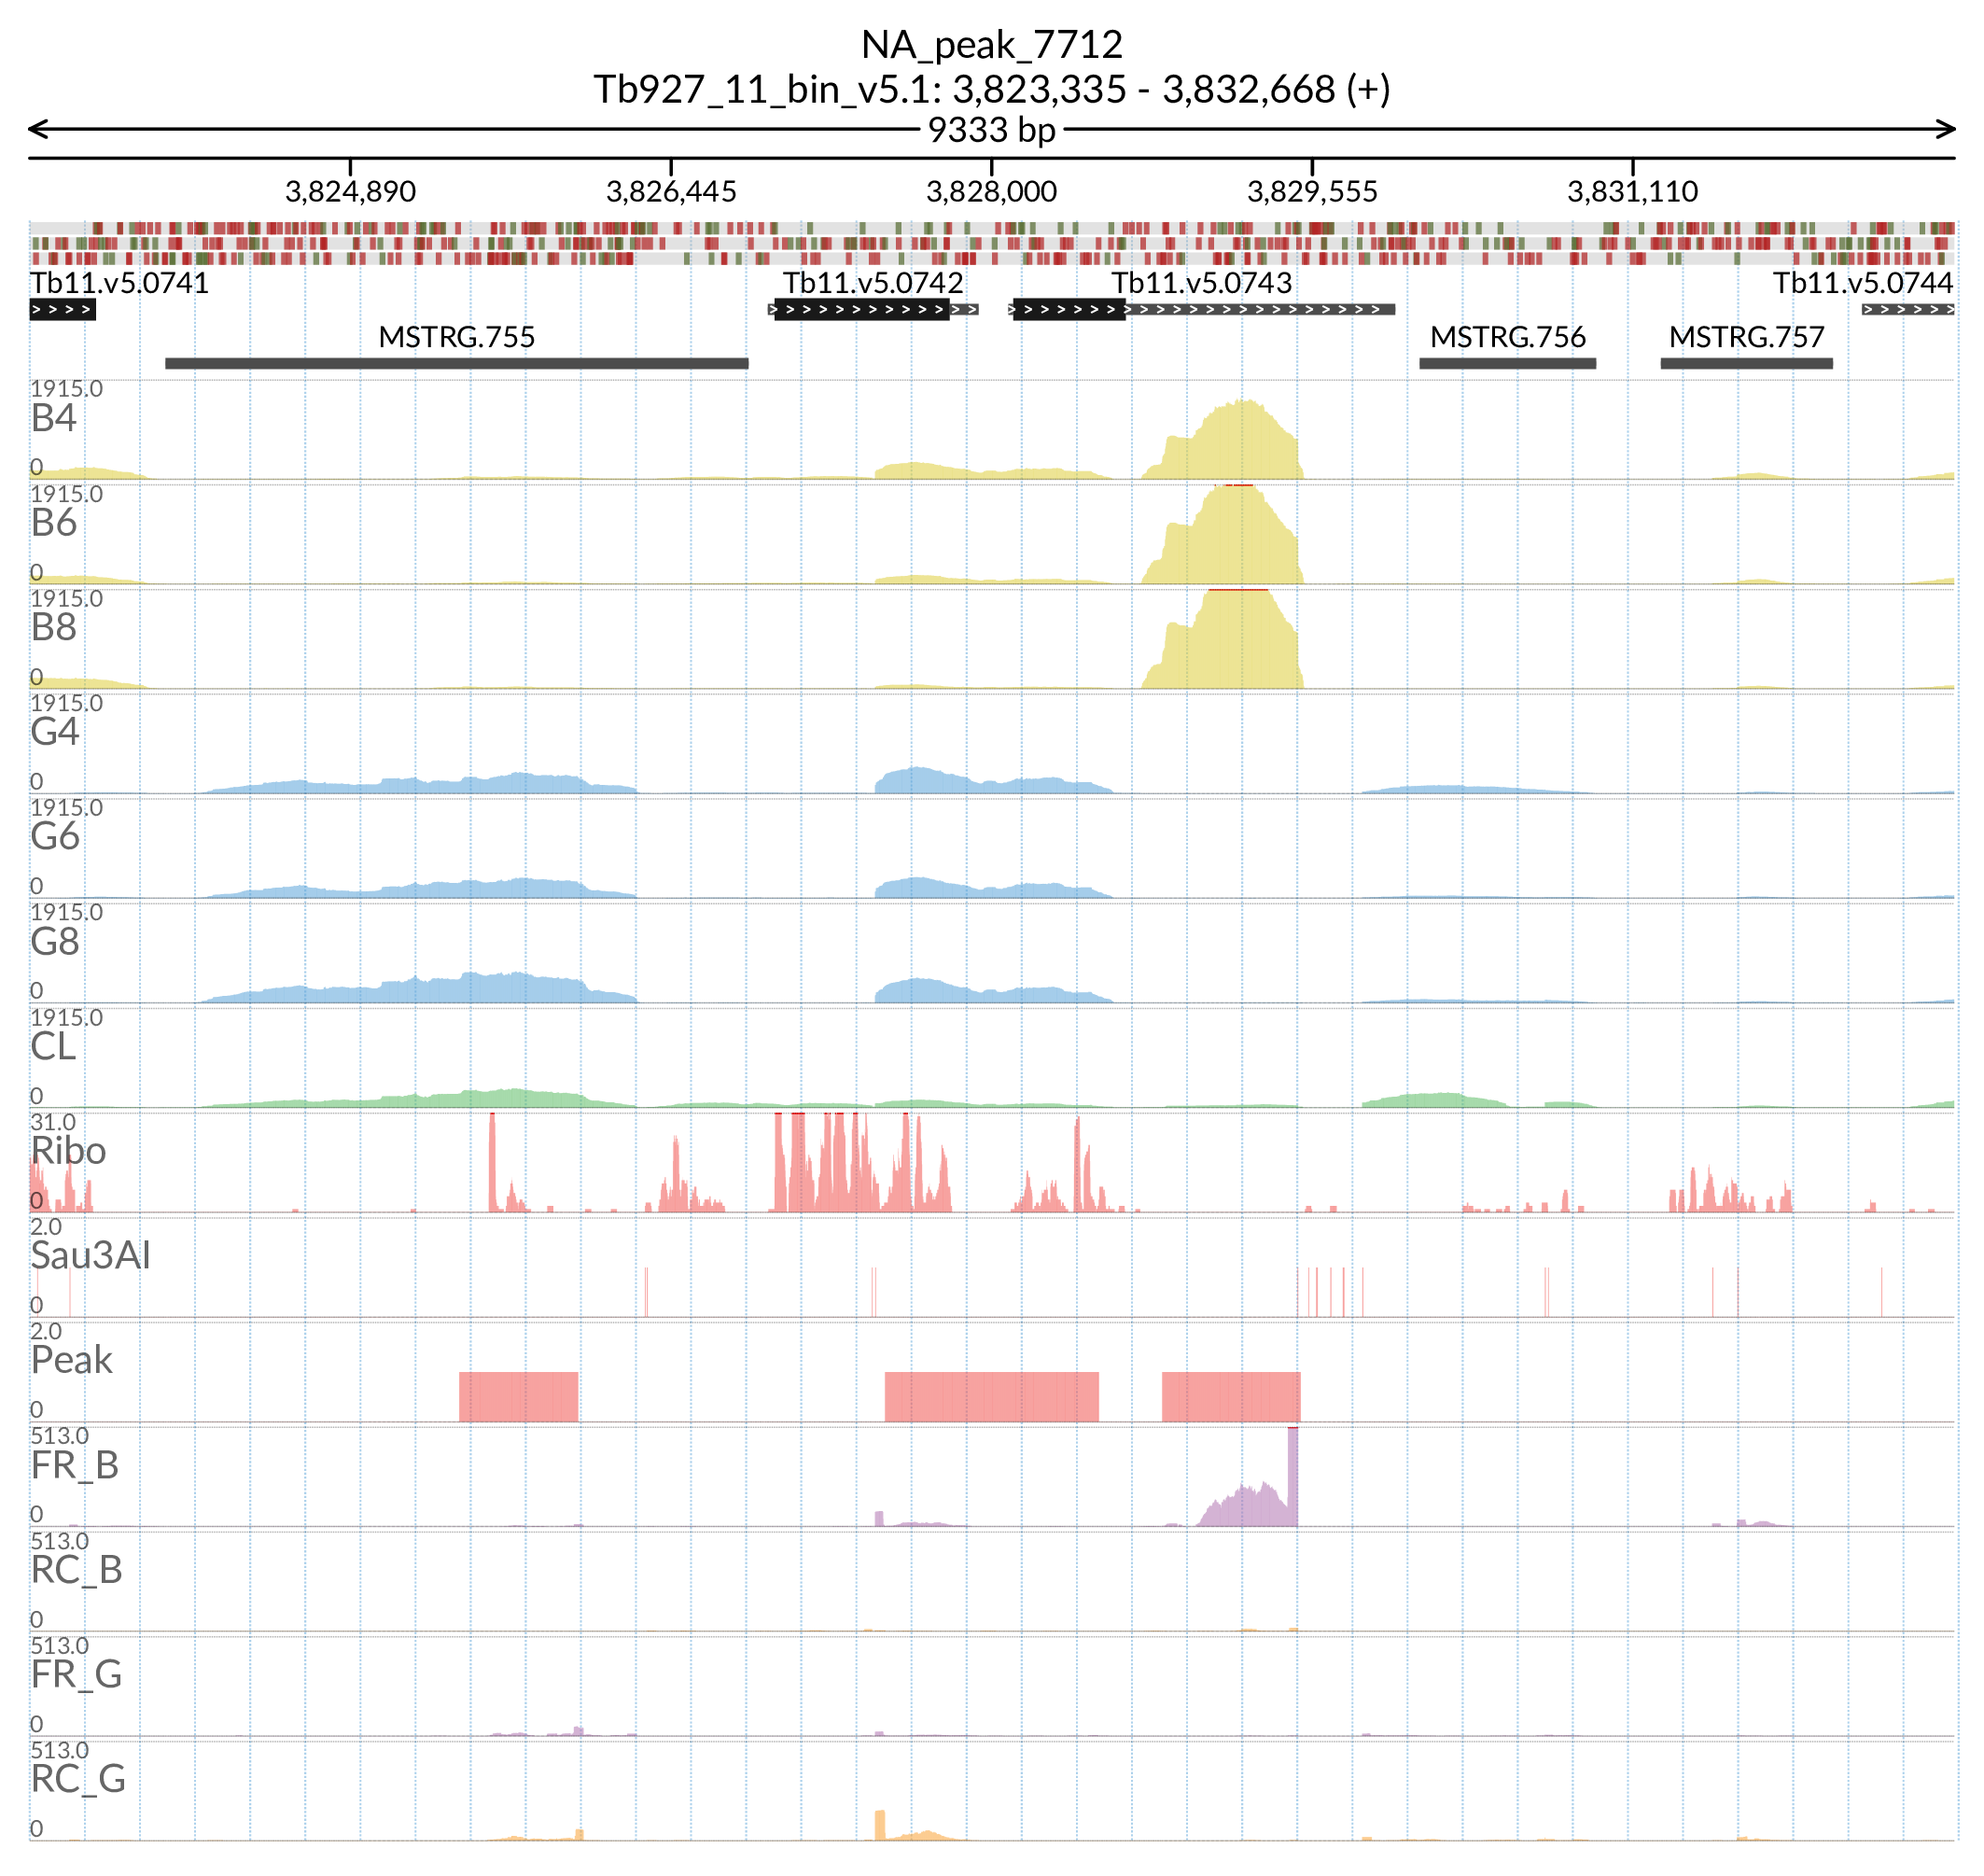 NA_peak_7712
Tb927_11_bin_v5.1: 3,823,335 - 3,832,668 (+)
9333 bp
3,824,890 3,826,445 3,828,000 3,829,555 3,831,110
Tb11.v5.0741 Tb11.v5.0742 Tb11.v5.0743 Tb11.v5.0744
MSTRG.755 MSTRG.756 MSTRG.757
1915.0
B4
0
1915.0
B6
0
1915.0
B8
0
1915.0
G4
0
1915.0
G6
0
1915.0
G8
0
1915.0
CL
0
31.0
Ribo
0
2.0
Sau3AI
0
2.0
Peak
0
513.0
FR_B
0
513.0
RC_B
0
513.0
FR_G
0
513.0
RC_G
0